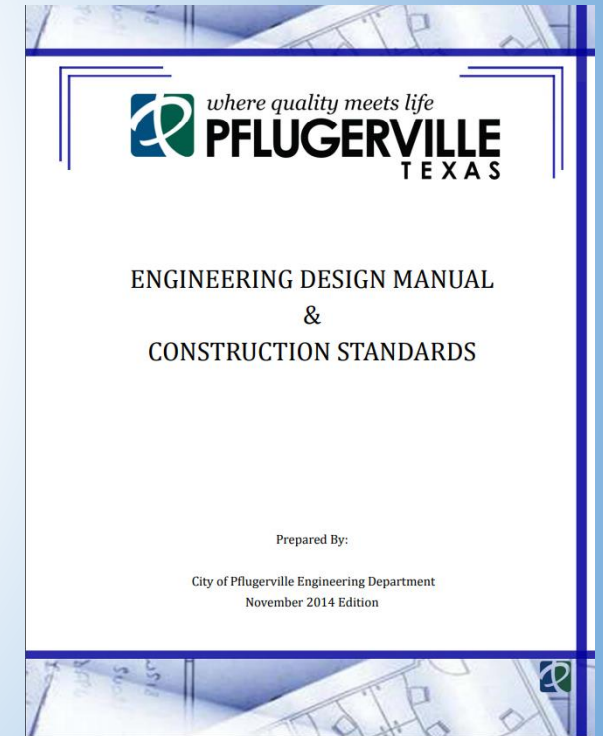 where quality meets life
PFLUGERVILLE
TEXAS
ENGINEERING DESIGN MANUAL
&
CONSTRUCTION STANDARDS
Prepared By:
City of Pflugerville Engineering Department
November 2014 Edition